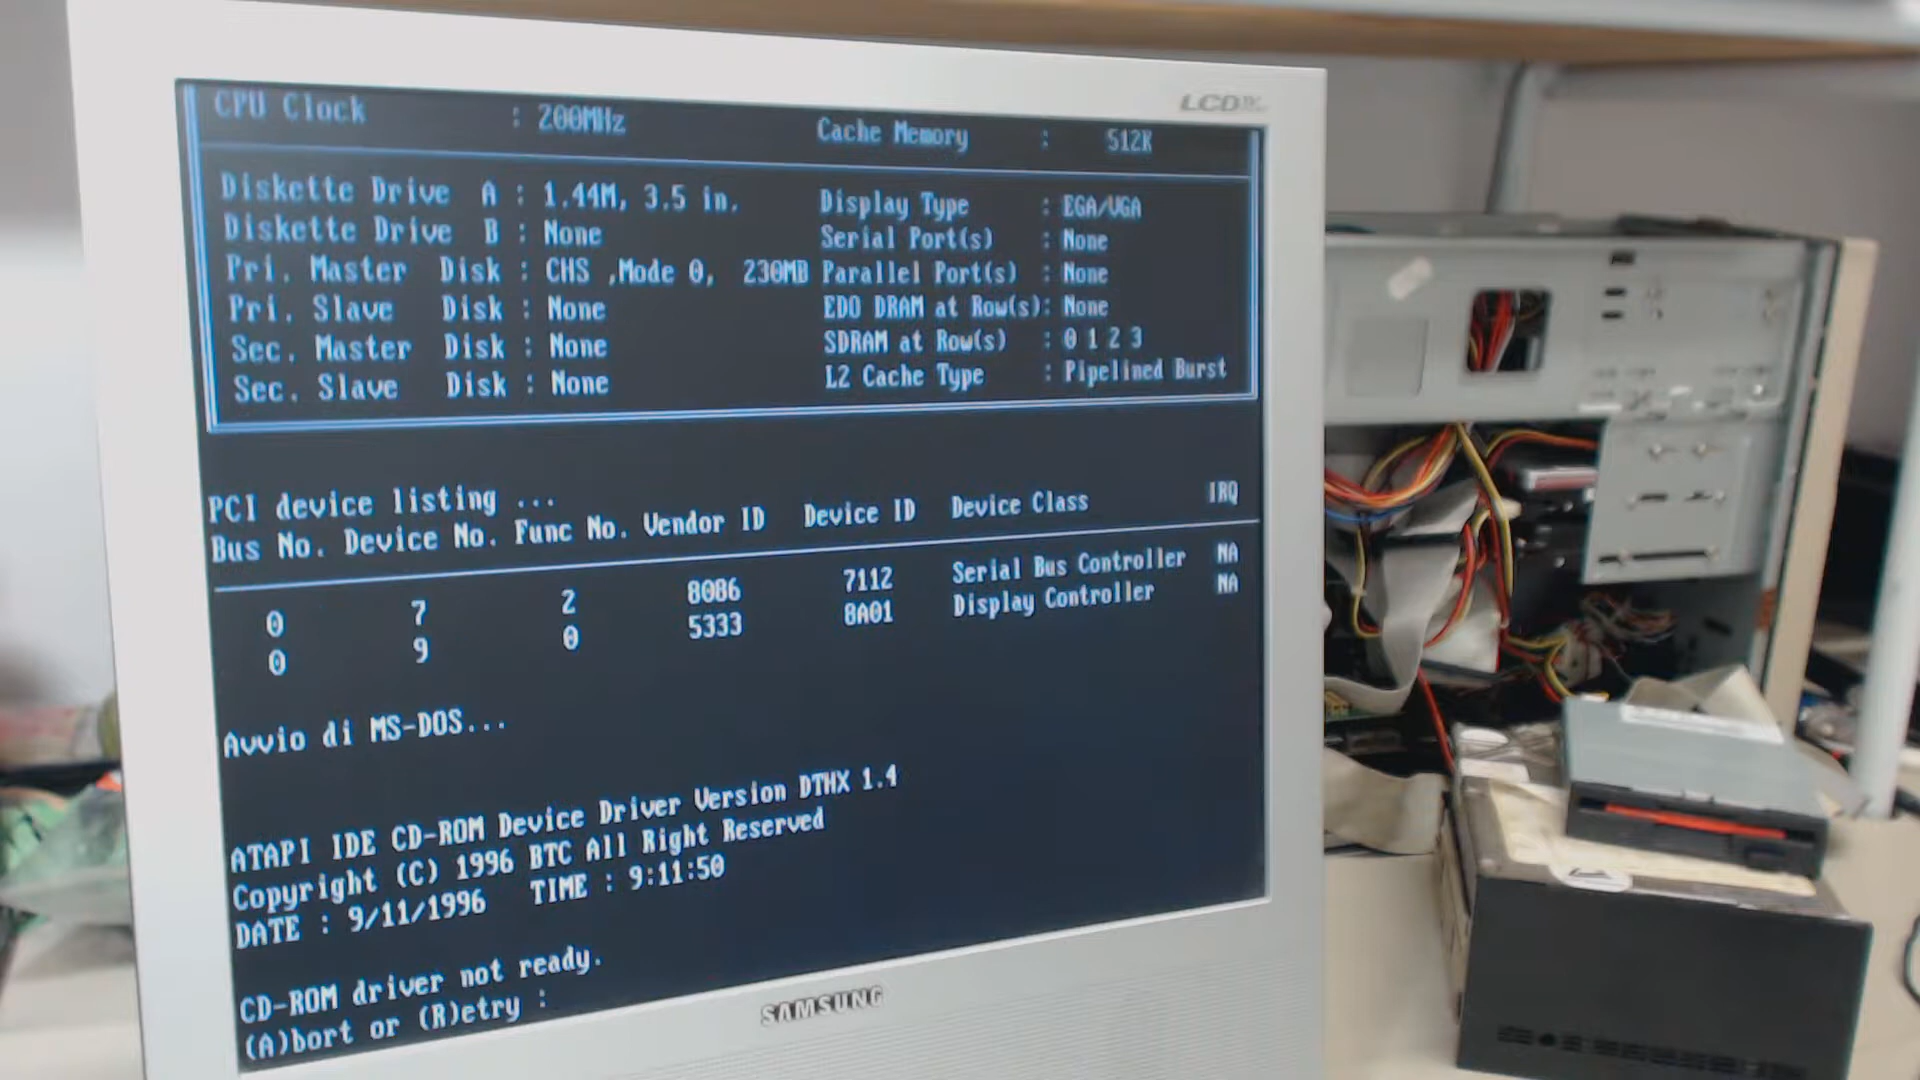 LCD TV
CPU Clock : 200MHz Cache Memory : 512K
Diskette Drive A : 1.44M, 3.5 in. Display Type : EGA/VGA
Diskette Drive B : None Serial Port(s) : None
Pri. Master Disk : CHS ,Mode 0, 230MB Parallel Port(s) : None
Pri. Slave Disk : None EDO DRAM at Row(s): None
Sec. Master Disk : None SDRAM at Row(s) : 0 1 2 3
Sec. Slave Disk : None L2 Cache Type : Pipelined Burst
PCI device listing ...
Bus No. Device No. Func No. Vendor ID Device ID Device Class IRQ
0 7 2 8086 7112 Serial Bus Controller NA
0 9 0 5333 8A01 Display Controller NA
Avvio di MS-DOS...
ATAPI IDE CD-ROM Device Driver Version DTHX 1.4
Copyright (C) 1996 BTC All Right Reserved
DATE : 9/11/1996 TIME : 9:11:50
CD-ROM driver not ready.
(A)bort or (R)etry :
SAMSUNG